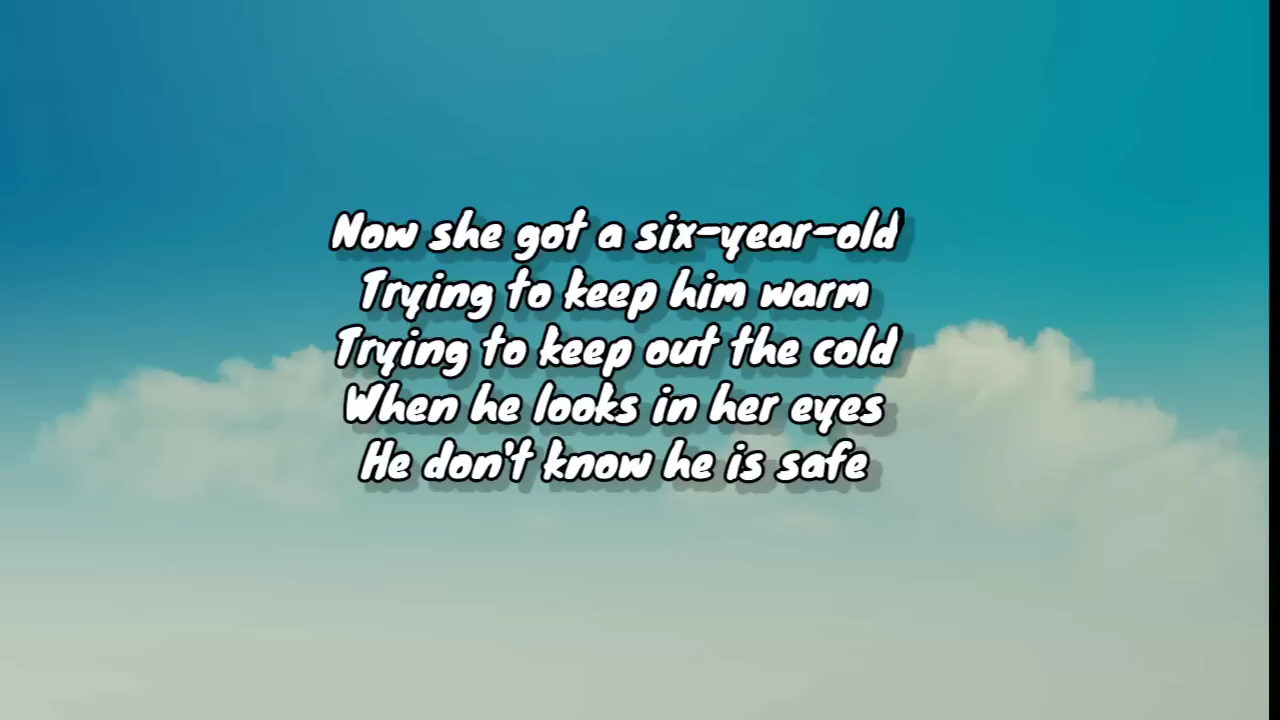 Now she got a six-year-old
Trying to keep him warm
Trying to keep out the cold
When he looks in her eyes
He don't know he is safe